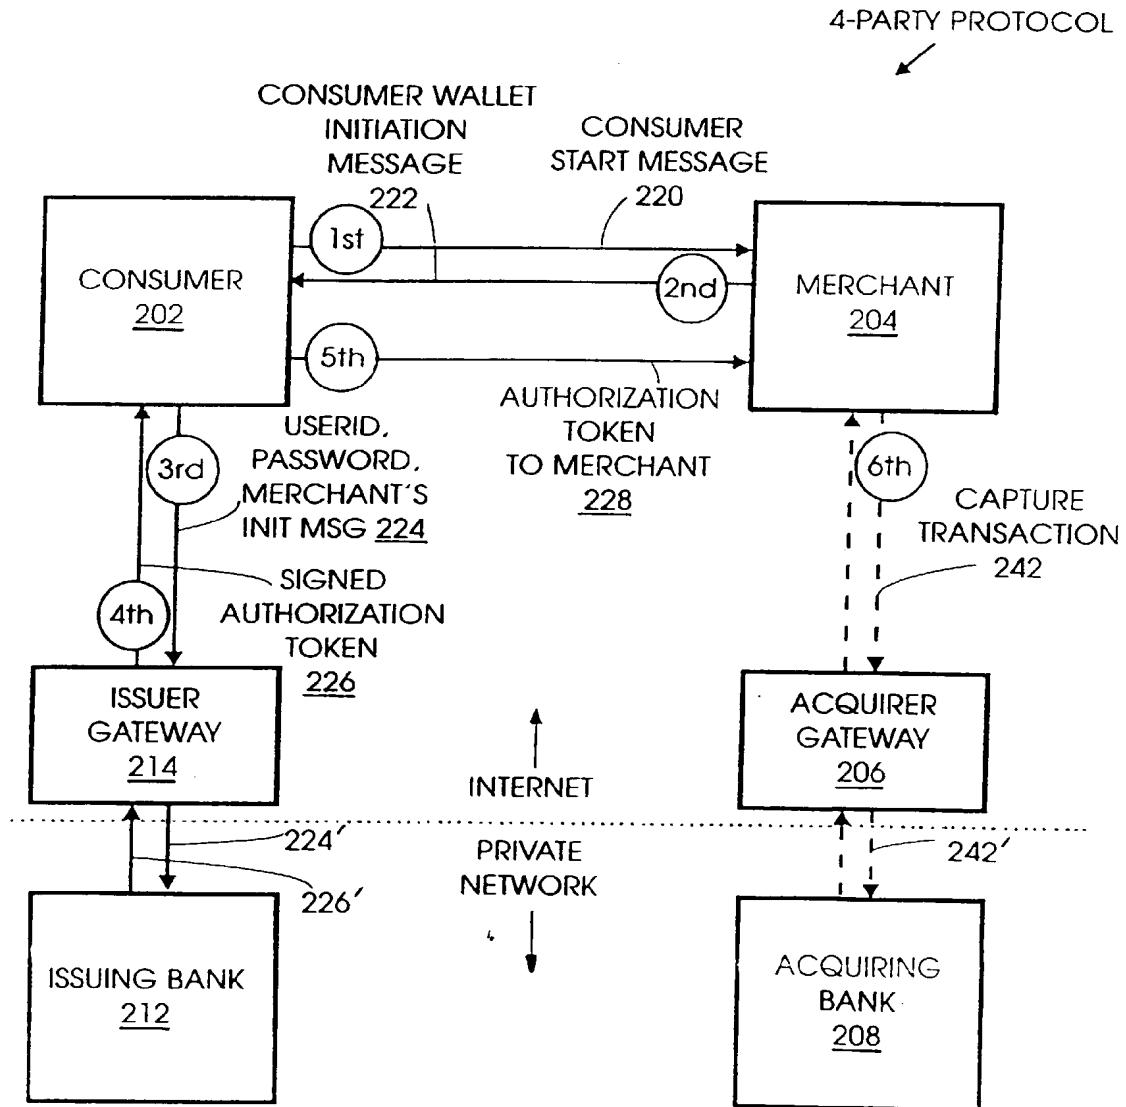 4-PARTY PROTOCOL
CONSUMER WALLET
INITIATION
MESSAGE
222
CONSUMER
START MESSAGE
220
1st
CONSUMER
202
2nd
MERCHANT
204
5th
AUTHORIZATION
TOKEN
TO MERCHANT
228
USERID,
PASSWORD,
MERCHANT'S
INIT MSG 224
3rd
6th
CAPTURE
TRANSACTION
242
4th
SIGNED
AUTHORIZATION
TOKEN
226
ISSUER
GATEWAY
214
ACQUIRER
GATEWAY
206
INTERNET
224'
PRIVATE
NETWORK
242'
226'
ISSUING BANK
212
ACQUIRING
BANK
208